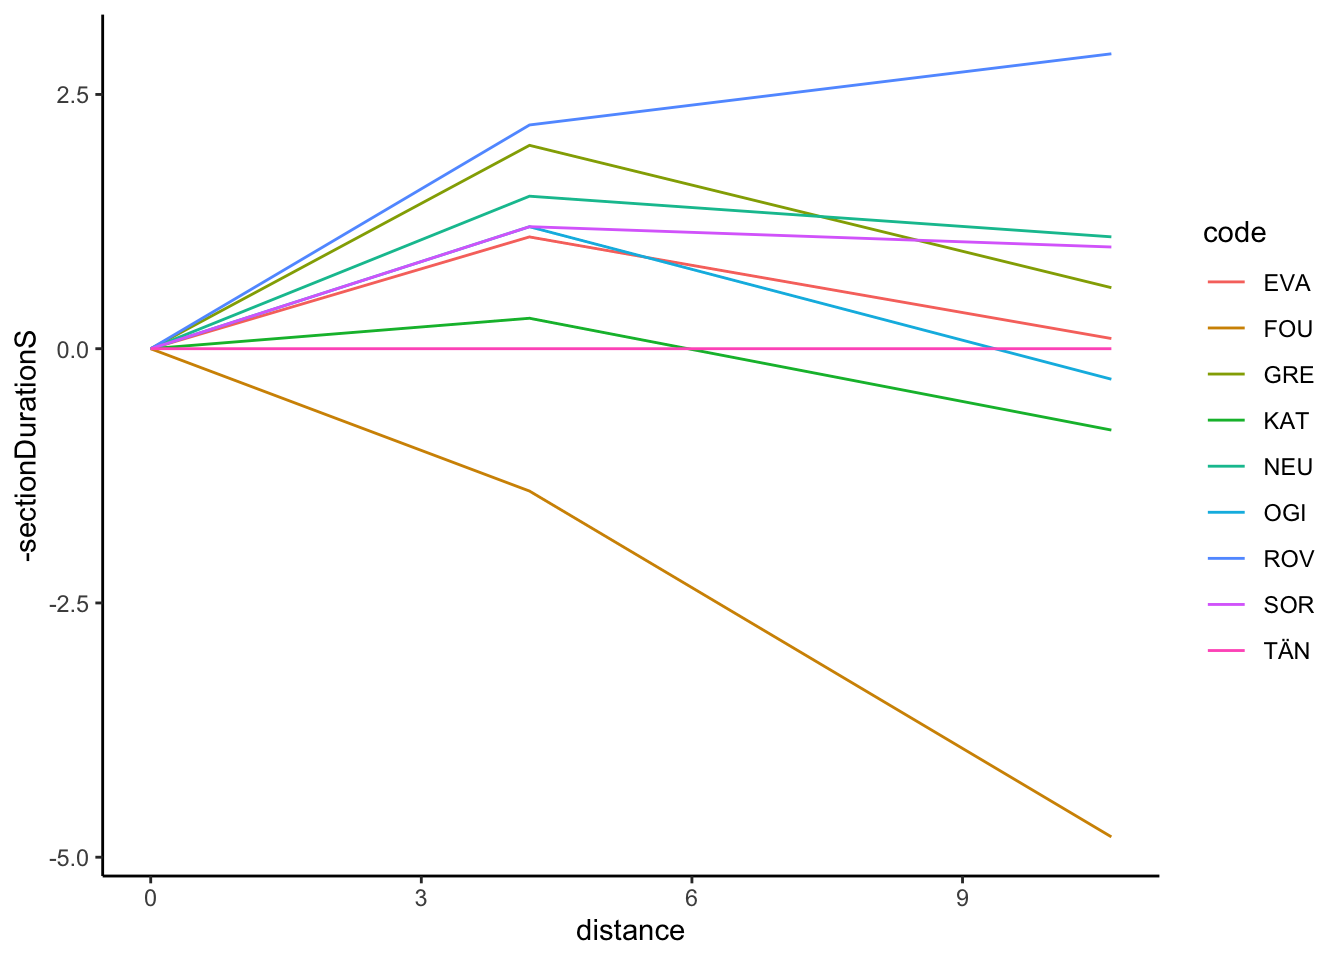 2.5
0.0
-2.5
-5.0
-sectionDurationS
0
3
6
9
distance
code
EVA
FOU
GRE
KAT
NEU
OGI
ROV
SOR
TÄN